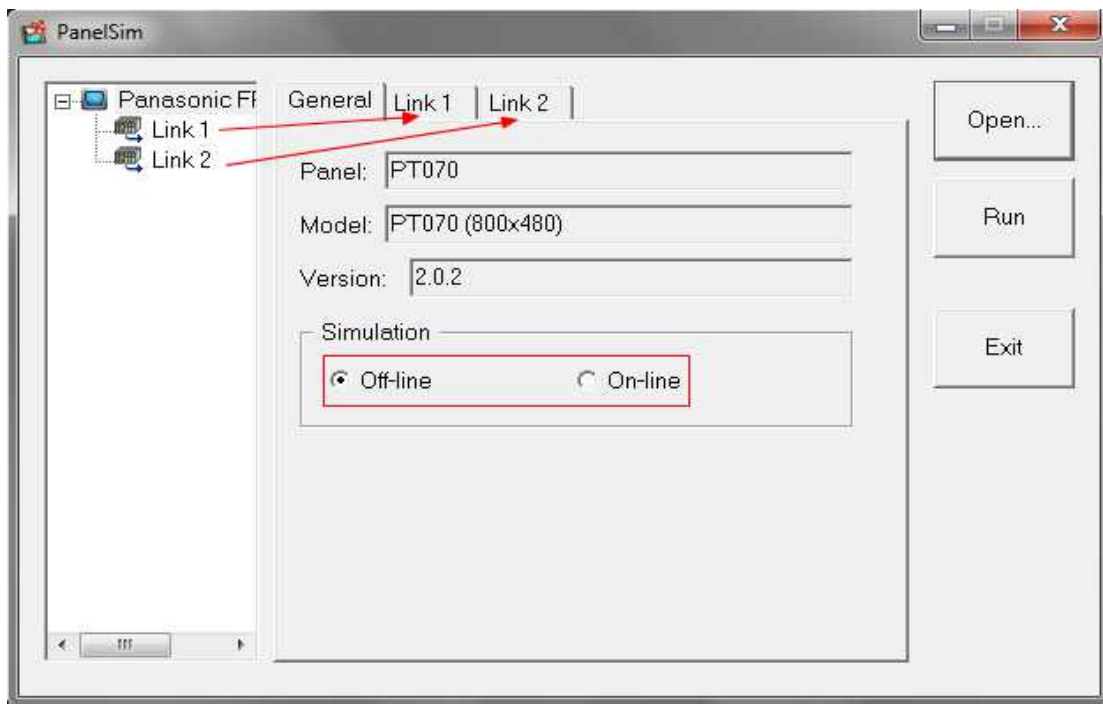 PanelSim
Panasonic FF
Link 1
Link 2
General
Link 1
Link 2
Panel:
PT070
Model:
PT070 (800x480)
Version:
2.0.2
Simulation
Off-line
On-line
Open...
Run
Exit